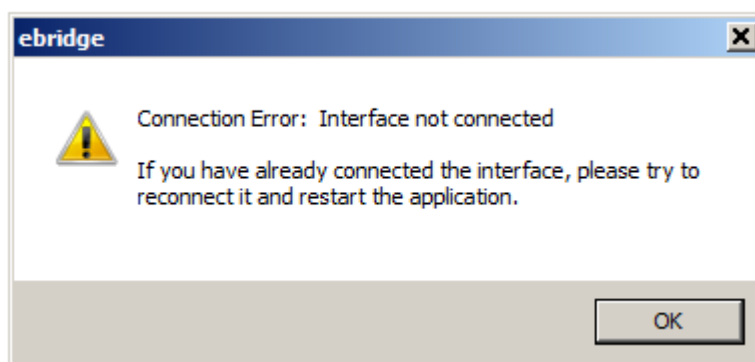 ebridge
Connection Error:  Interface not connected
If you have already connected the interface, please try to
reconnect it and restart the application.
OK